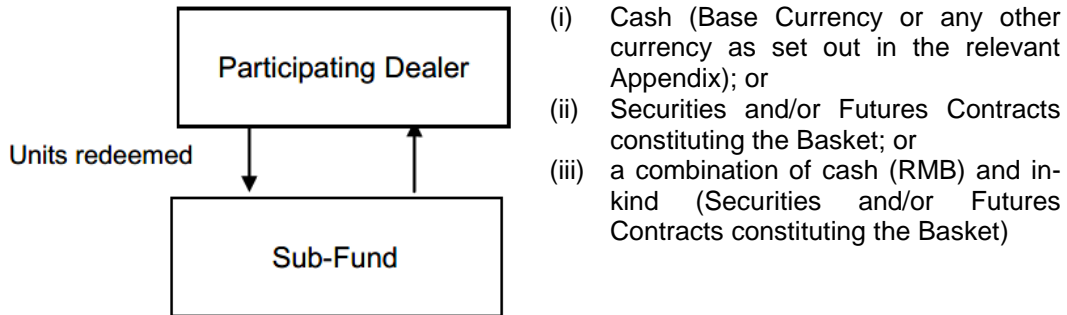 Participating Dealer
Units redeemed
Sub-Fund
(i) Cash (Base Currency or any other
currency as set out in the relevant
Appendix); or
(ii) Securities and/or Futures Contracts
constituting the Basket; or
(iii) a combination of cash (RMB) and in-
kind (Securities and/or Futures
Contracts constituting the Basket)